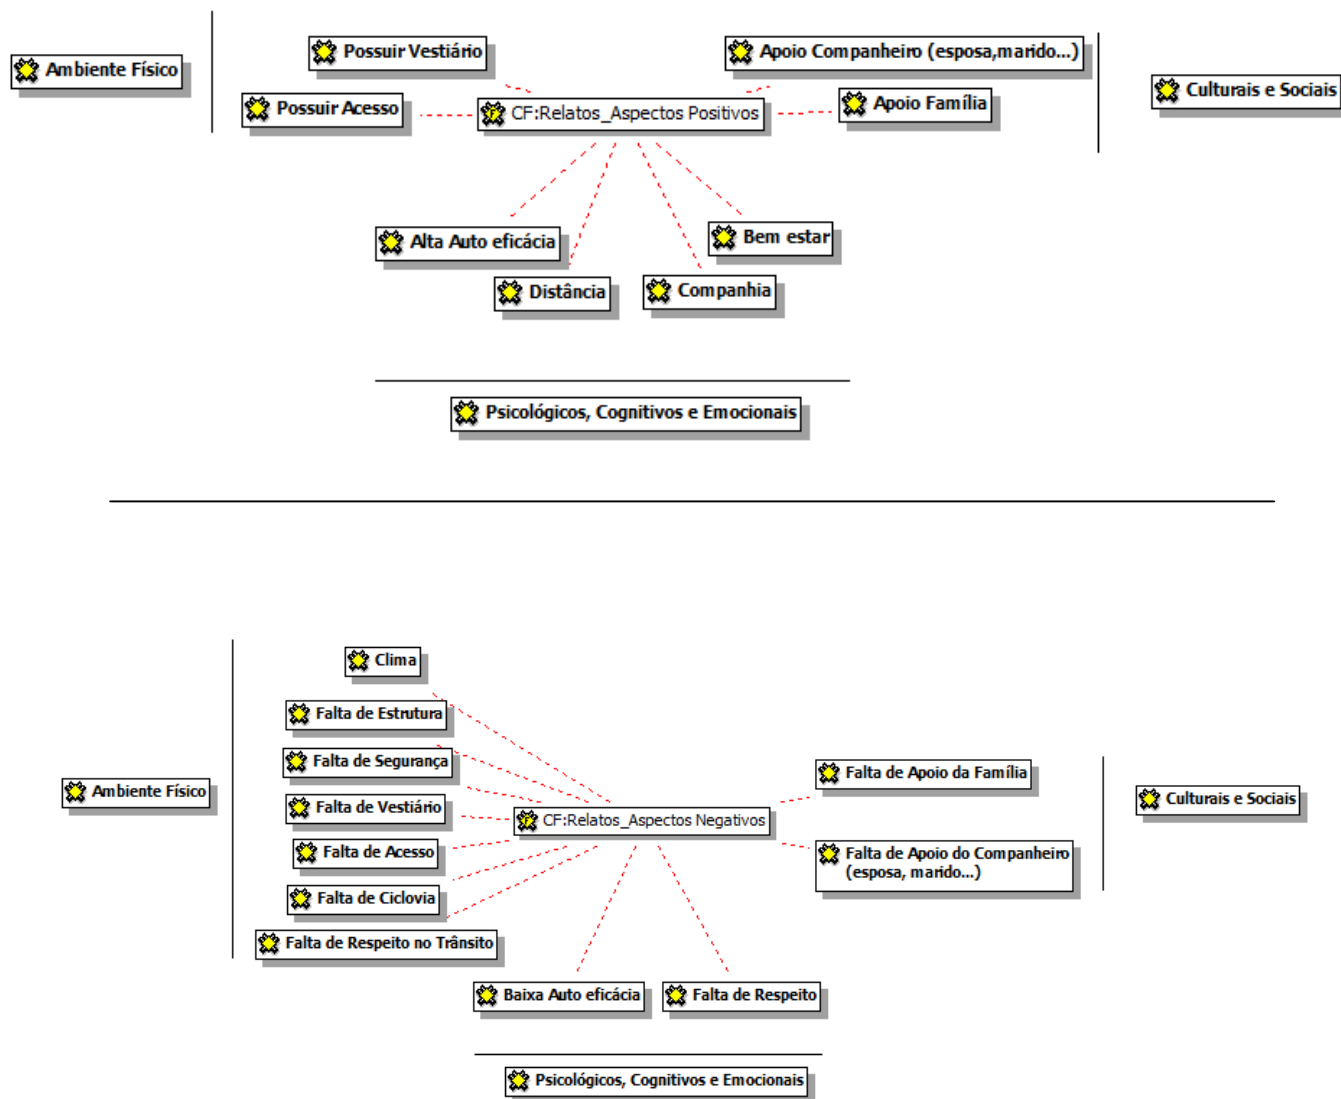 Possuir Vestiário
Apoio Companheiro (esposa,marido...)
Ambiente Físico
Culturais e Sociais
Possuir Acesso
CF:Relatos_Aspectos Positivos
Apoio Família
Alta Auto eficácia
Bem estar
Distância
Companhia
Psicológicos, Cognitivos e Emocionais
Clima
Falta de Estrutura
Falta de Segurança
Falta de Apoio da Família
Ambiente Físico
Culturais e Sociais
Falta de Vestiário
CF:Relatos_Aspectos Negativos
Falta de Acesso
Falta de Apoio do Companheiro
(esposa, marido...)
Falta de Ciclovia
Falta de Respeito no Trânsito
Baixa Auto eficácia
Falta de Respeito
Psicológicos, Cognitivos e Emocionais